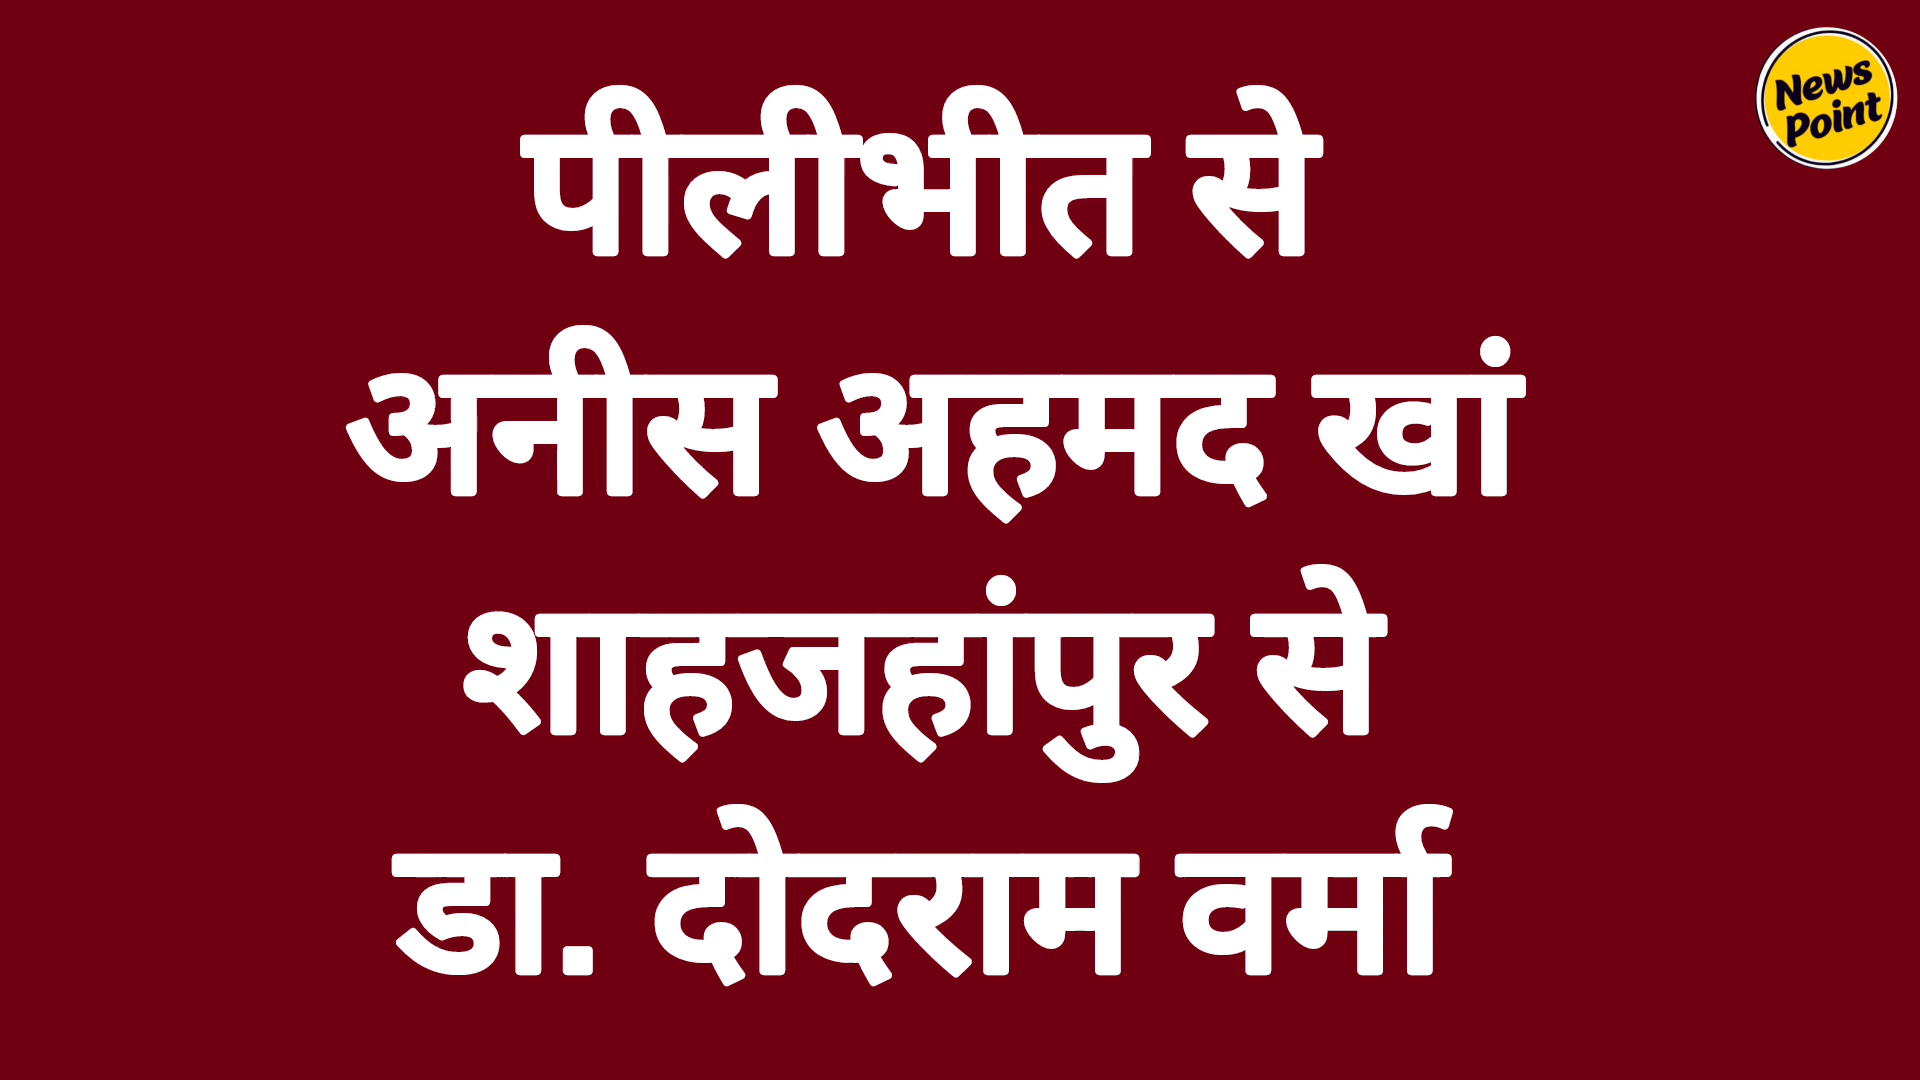 पीलीभीत से
अनीस अहमद खां
शाहजहांपुर से
डा. दोदराम वर्मा
News
Point